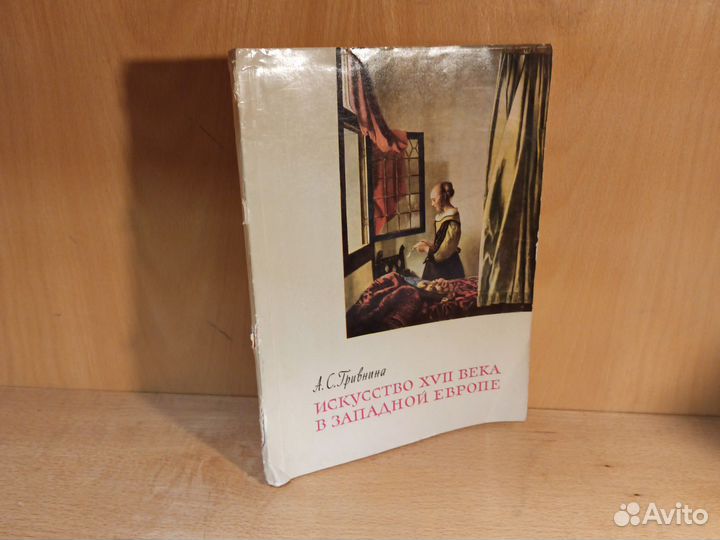 А. С. Гривнина
ИСКУССТВО XVII ВЕКА
В ЗАПАДНОЙ ЕВРОПЕ
Avito